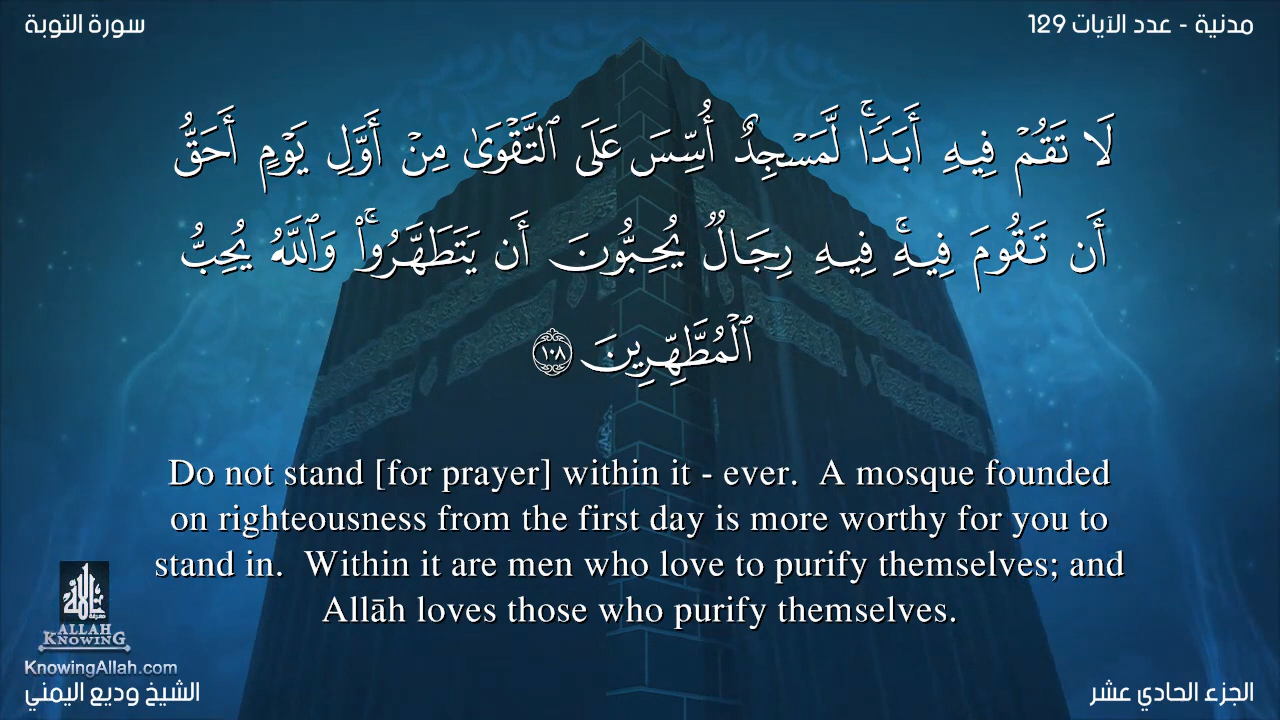 سورة التوبة
مدنية - عدد الآيات 129
لَا تَقُمۡ فِيهِ أَبَدٗاۚ لَّمَسۡجِدٌ أُسِّسَ عَلَى ٱلتَّقۡوَىٰ مِنۡ أَوَّلِ يَوۡمٍ أَحَقُّ
أَن تَقُومَ فِيهِۚ فِيهِ رِجَالٞ يُحِبُّونَ أَن يَتَطَهَّرُواْۚ وَٱللَّهُ يُحِبُّ
ٱلۡمُطَّهِّرِينَ ١٠٨
Do not stand [for prayer] within it - ever.  A mosque founded
on righteousness from the first day is more worthy for you to
stand in.  Within it are men who love to purify themselves; and
Allāh loves those who purify themselves.
ALLAH
KNOWING
KnowingAllah.com
الشيخ وديع اليمني
الجزء الحادي عشر